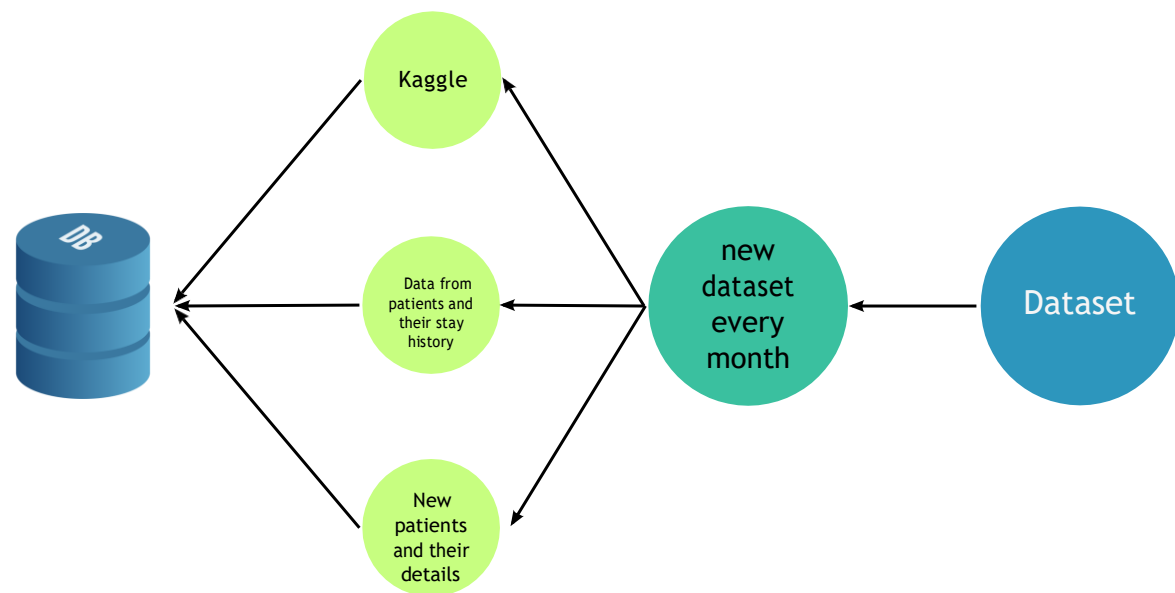 Kaggle
DB
Data from
patients and
their stay
history
new
dataset
every
month
Dataset
New
patients
and their
details